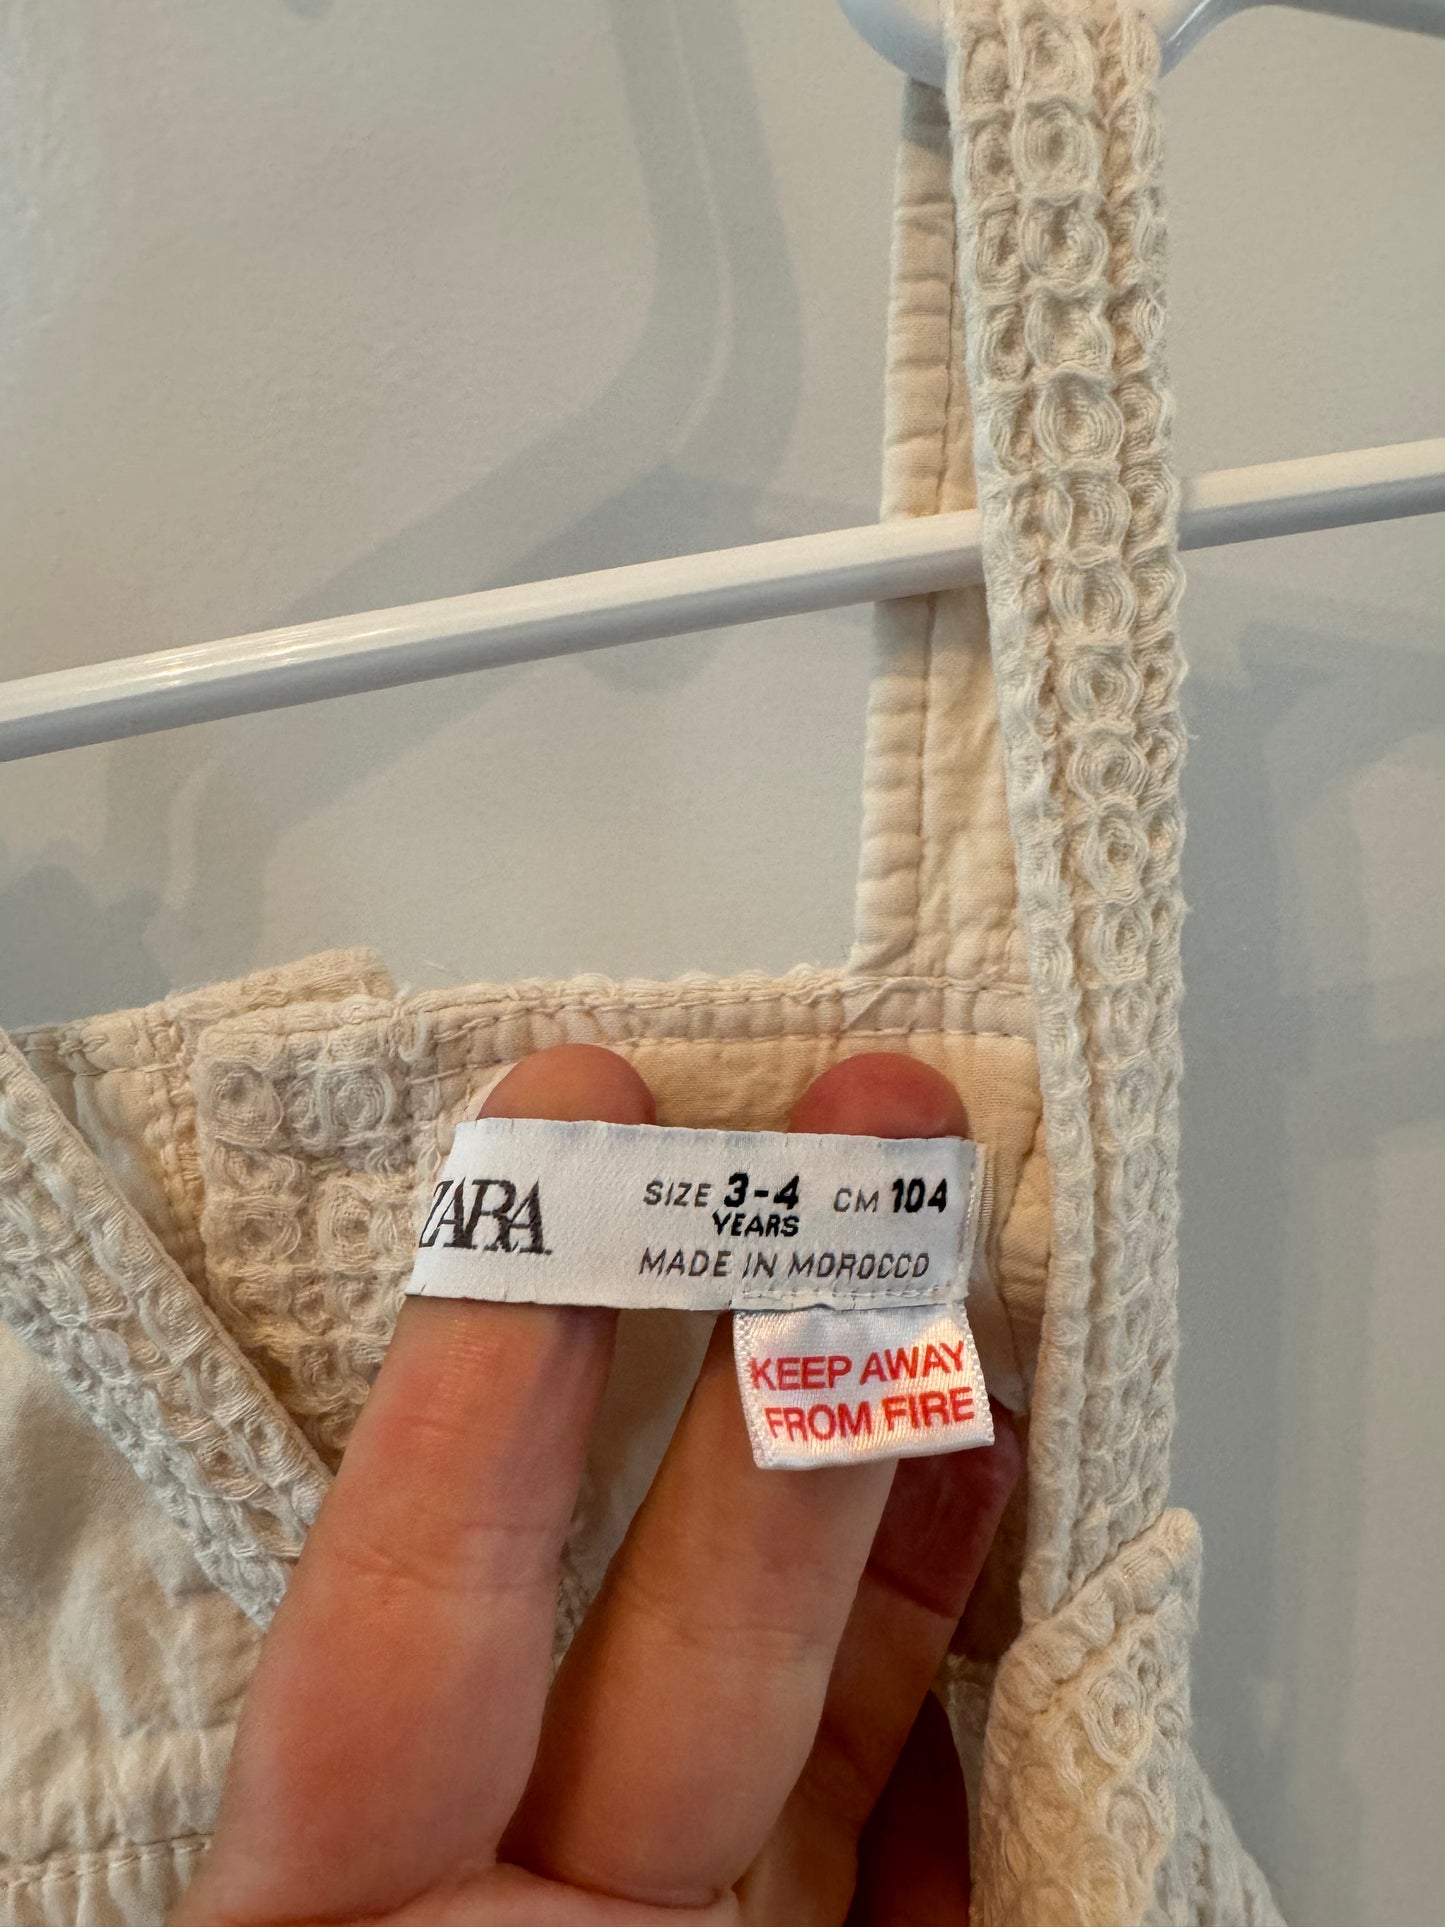 ZARA
SIZE 3-4 CM 104
YEARS
MADE IN MOROCCO
KEEP AWAY
FROM FIRE